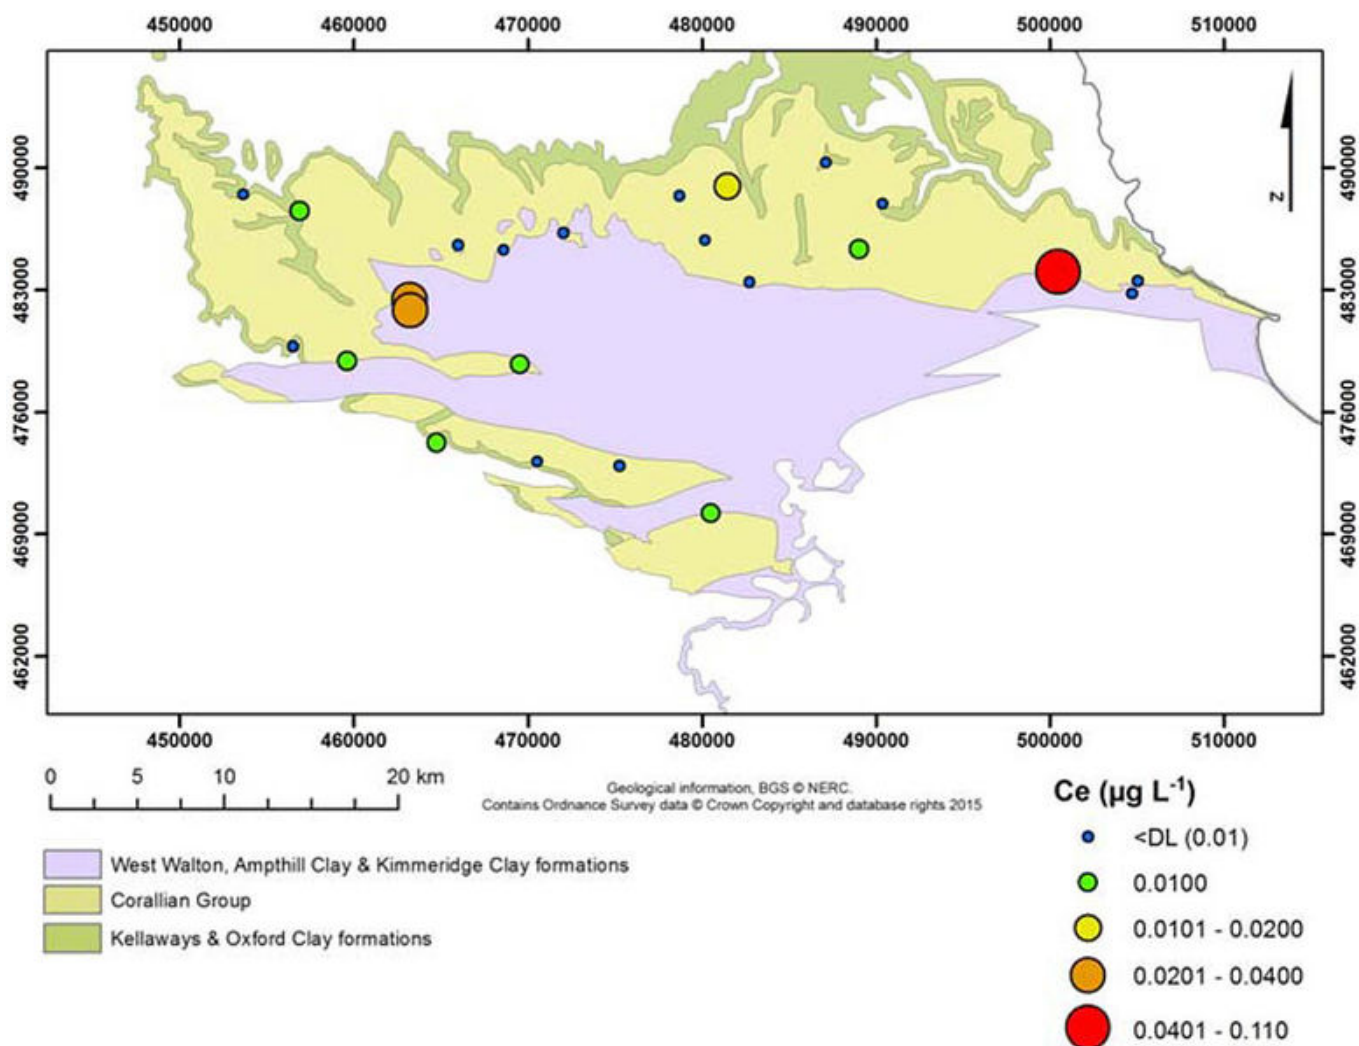 450000 460000 470000 480000 490000 500000 510000
490000 490000
483000 483000
476000 476000
469000 469000
462000 462000
N
450000 460000 470000 480000 490000 500000 510000
0 5 10 20 km
Geological information, BGS © NERC.
Contains Ordnance Survey data © Crown Copyright and database rights 2015
West Walton, Ampthill Clay & Kimmeridge Clay formations
Corallian Group
Kellaways & Oxford Clay formations
Ce (µg L-1)
<DL (0.01)
0.0100
0.0101 - 0.0200
0.0201 - 0.0400
0.0401 - 0.110